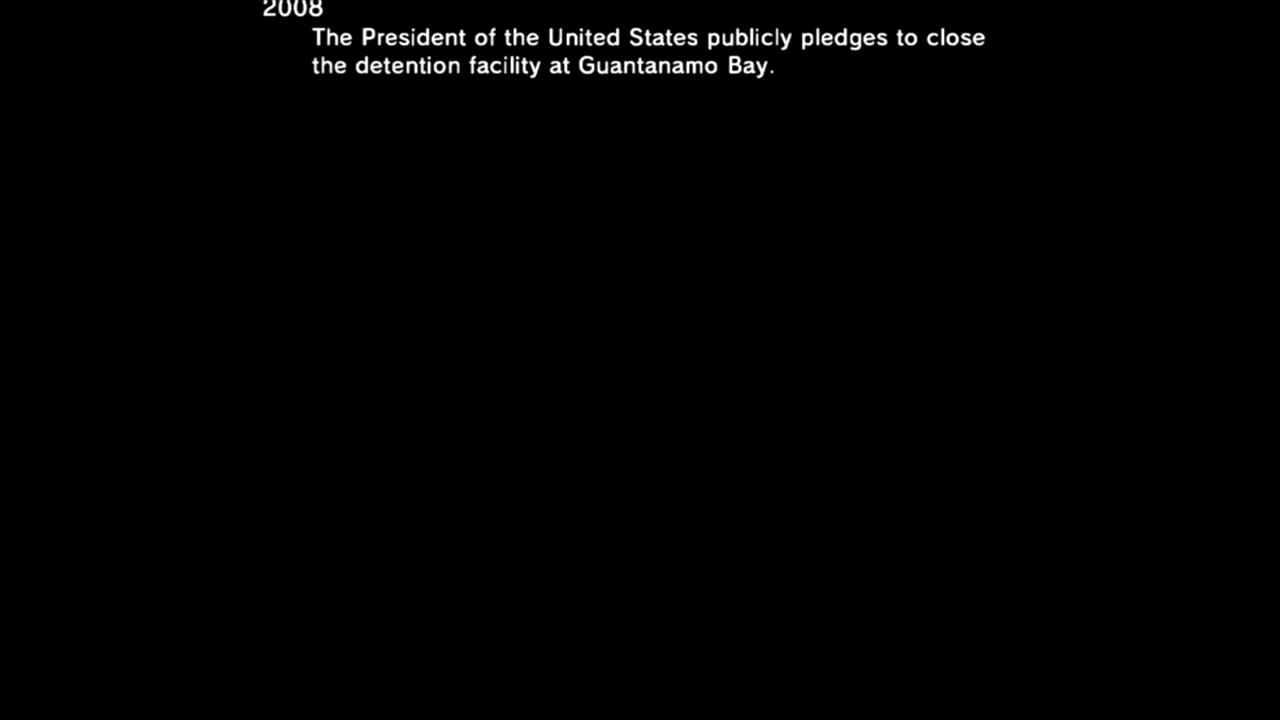 2008
The President of the United States publicly pledges to close
the detention facility at Guantanamo Bay.